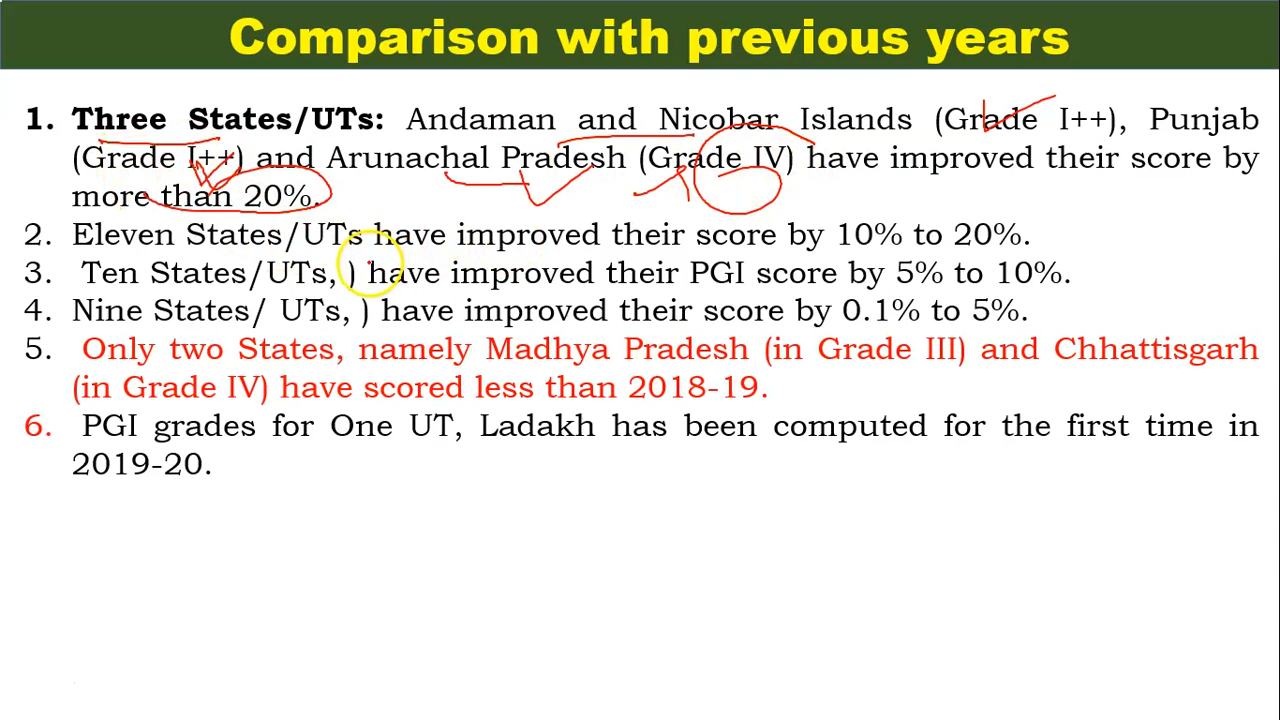 Comparison with previous years
1. Three States/UTs: Andaman and Nicobar Islands (Grade I++), Punjab
(Grade I++) and Arunachal Pradesh (Grade IV) have improved their score by
more than 20%.
2. Eleven States/UTs have improved their score by 10% to 20%.
3. Ten States/UTs, ) have improved their PGI score by 5% to 10%.
4. Nine States/ UTs, ) have improved their score by 0.1% to 5%.
5. Only two States, namely Madhya Pradesh (in Grade III) and Chhattisgarh
(in Grade IV) have scored less than 2018-19.
6. PGI grades for One UT, Ladakh has been computed for the first time in
2019-20.